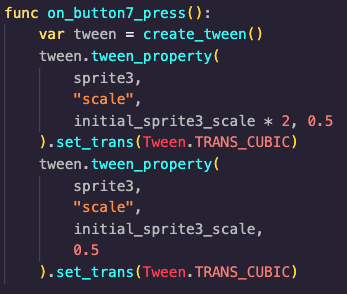 func on_button7_press():
    var tween = create_tween()
    tween.tween_property(
        sprite3,
        "scale",
        initial_sprite3_scale * 2, 0.5
    ).set_trans(Tween.TRANS_CUBIC)
    tween.tween_property(
        sprite3,
        "scale",
        initial_sprite3_scale,
        0.5
    ).set_trans(Tween.TRANS_CUBIC)